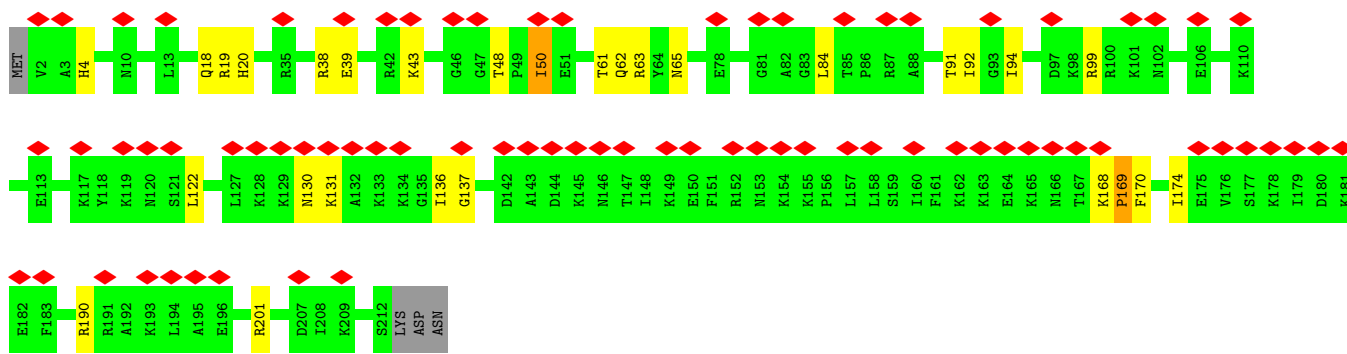 MET V2 A3 H4 N10 L13 Q18 R19 H20 R35 R38 E39 R42 K43 G46 G47 T48 P49 I50 E51 T61 Q62 R63 Y64 N65 E78 G81 A82 G83 L84 T85 P86 R87 A88 T91 I92 G93 I94 D97 K98 R99 R100 K101 N102 E106 K110
E113 K117 Y118 K119 N120 S121 L122 L127 K128 K129 N130 K131 A132 K133 K134 G135 I136 G137 D142 A143 D144 K145 N146 T147 I148 K149 E150 F151 R152 N153 K154 K155 P156 L157 L158 S159 I160 F161 K162 K163 E164 K165 N166 T167 K168 P169 F170 I174 E175 V176 S177 K178 I179 D180 K181
E182 F183 R190 R191 A192 K193 L194 A195 E196 R201 D207 I208 K209 S212 LYS ASP ASN